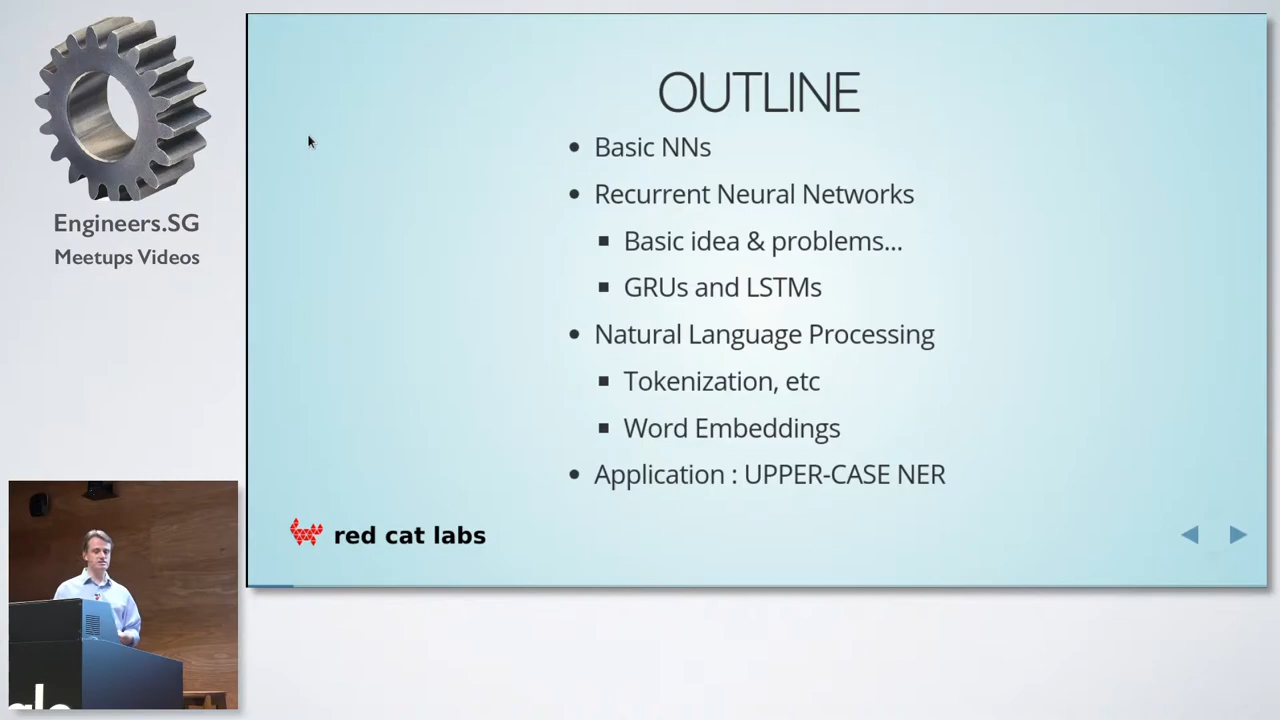 Engineers.SG
Meetups Videos
OUTLINE
Basic NNs
Recurrent Neural Networks
Basic idea & problems...
GRUs and LSTMs
Natural Language Processing
Tokenization, etc
Word Embeddings
Application : UPPER-CASE NER
red cat labs